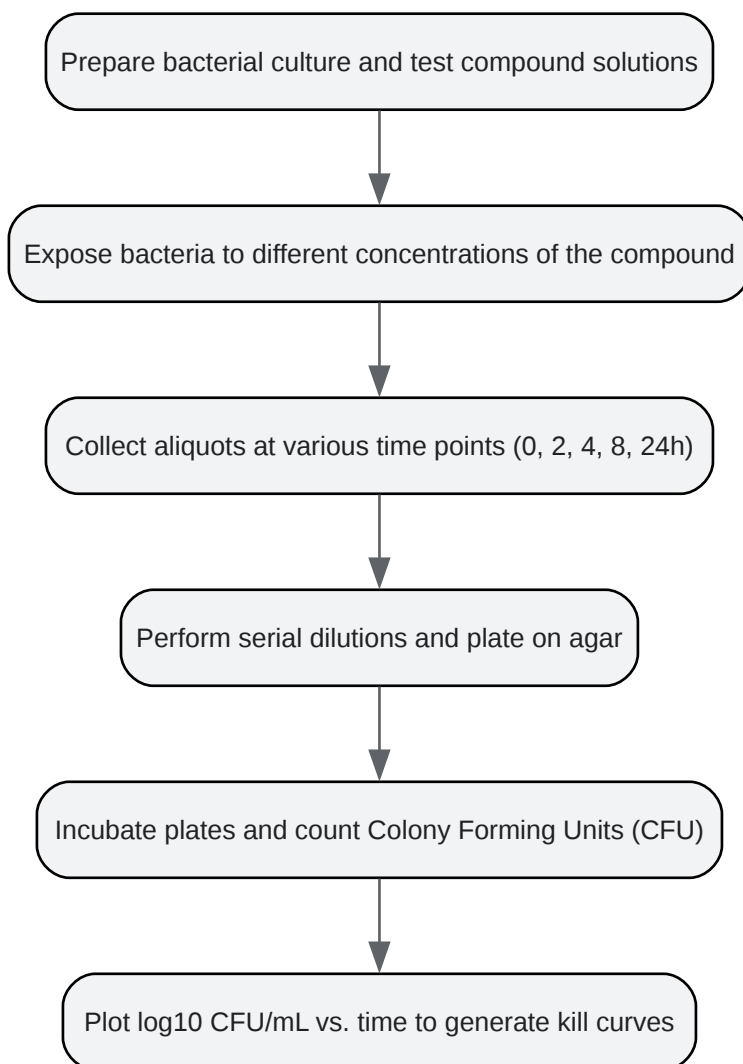 Prepare bacterial culture and test compound solutions
Expose bacteria to different concentrations of the compound
Collect aliquots at various time points (0, 2, 4, 8, 24h)
Perform serial dilutions and plate on agar
Incubate plates and count Colony Forming Units (CFU)
Plot log10 CFU/mL vs. time to generate kill curves